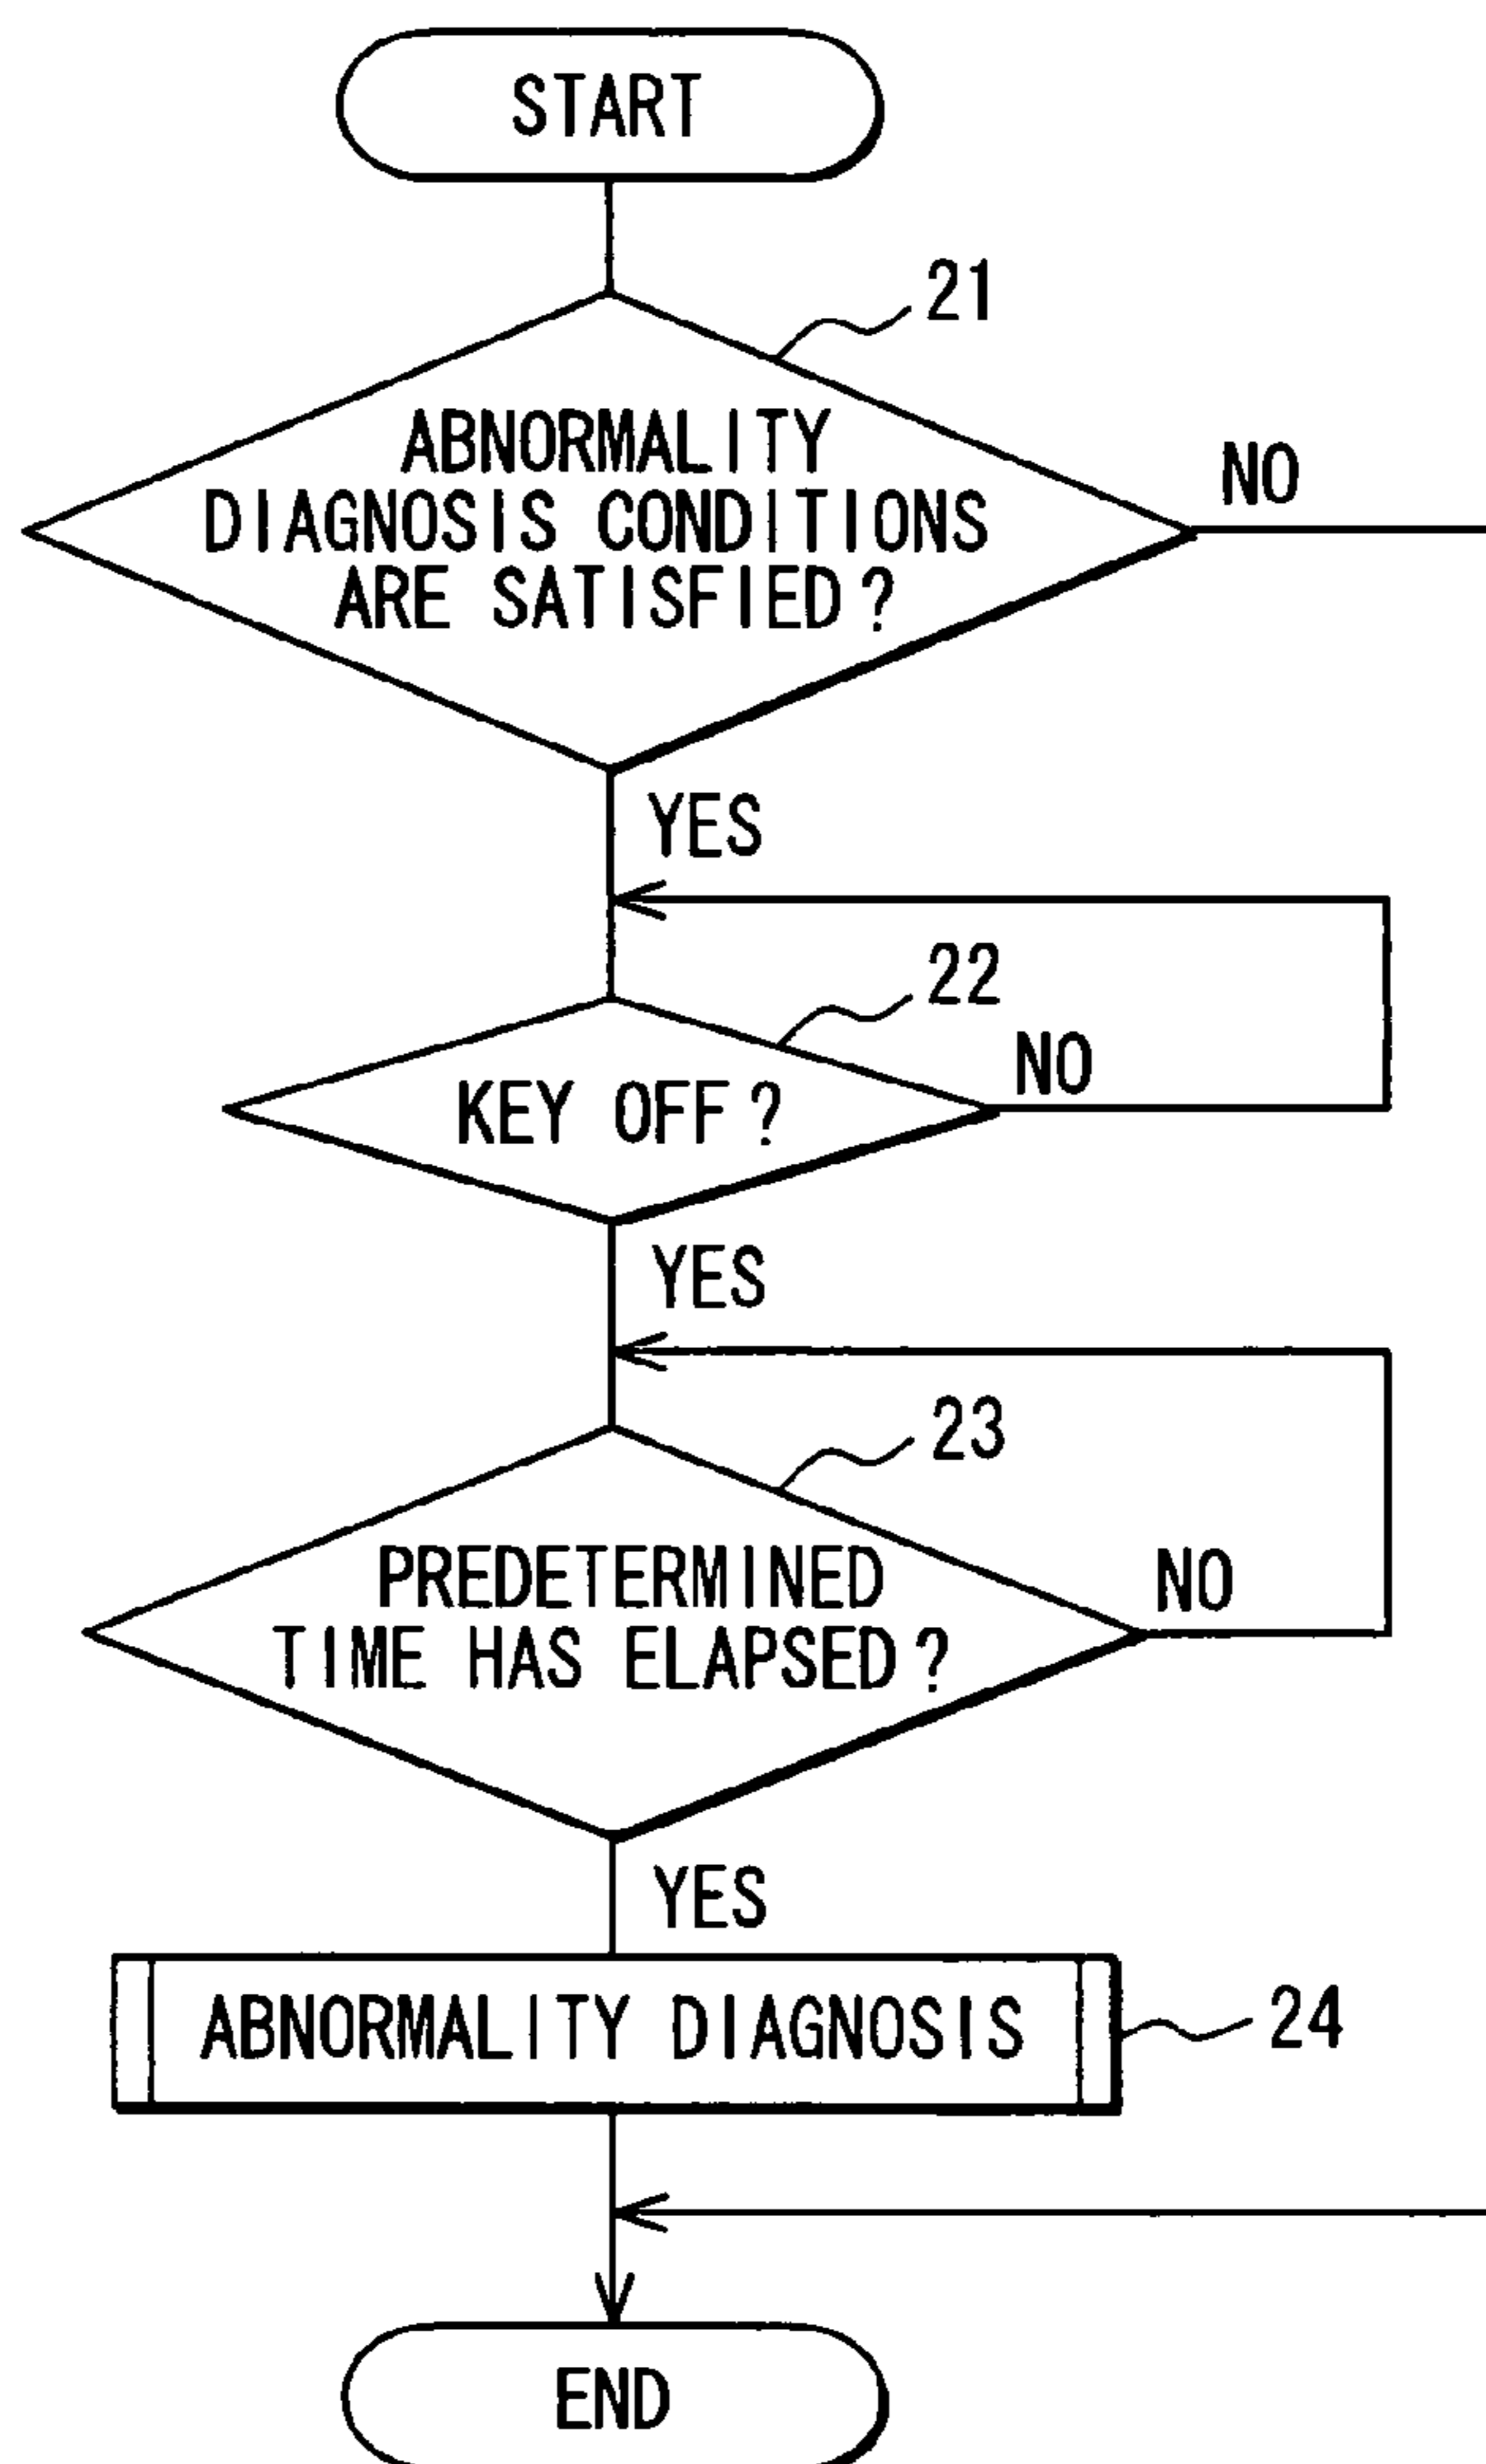 START
21
ABNORMALITY
DIAGNOSIS CONDITIONS
ARE SATISFIED?
NO
YES
22
KEY OFF?
NO
YES
23
PREDETERMINED
TIME HAS ELAPSED?
NO
YES
ABNORMALITY DIAGNOSIS
24
END